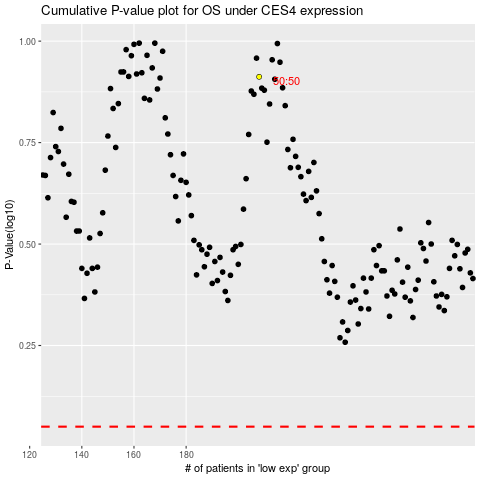 Cumulative P-value plot for OS under CES4 expression
P-Value(log10)
1.00
0.75
0.50
0.25
50:50
120 140 160 180
# of patients in 'low exp' group